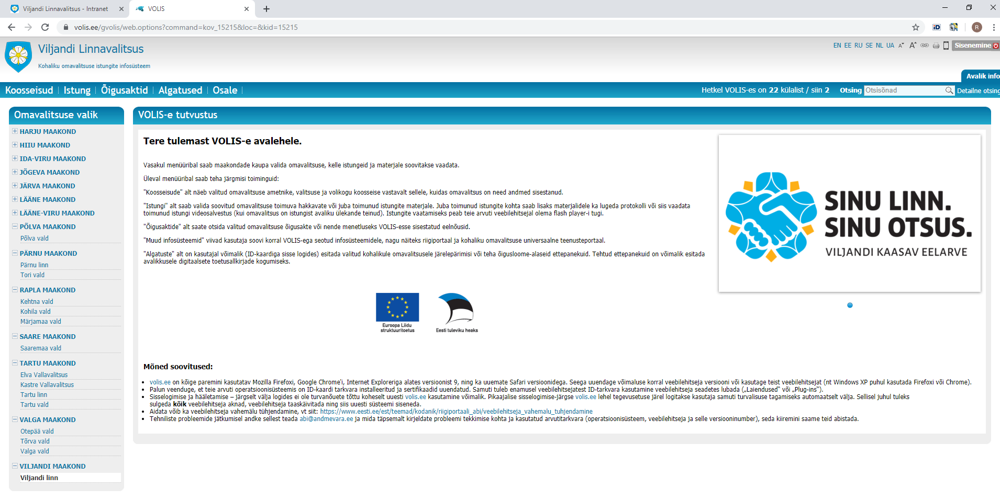 Viljandi Linnavalitsus - Intranet
VOLIS
volis.ee/gvolis/web.options?command=kov_15215&loc=&kid=15215
iD
R
Viljandi Linnavalitsus
Kohaliku omavalitsuse istungite infosüsteem
EN EE RU SE NL UA A A Sisenemine
Avalik info
Koosseisud Istung Õigusaktid Algatused Osale
Hetkel VOLIS-es on 22 külalist / siin 2 Otsing Otsisõnad Detailne otsing
Omavalitsuse valik
HARJU MAAKOND
HIIU MAAKOND
IDA-VIRU MAAKOND
JÕGEVA MAAKOND
JÄRVA MAAKOND
LÄÄNE MAAKOND
LÄÄNE-VIRU MAAKOND
PÕLVA MAAKOND
Põlva vald
PÄRNU MAAKOND
Pärnu linn
Tori vald
RAPLA MAAKOND
Kehtna vald
Kohila vald
Märjamaa vald
SAARE MAAKOND
Saaremaa vald
TARTU MAAKOND
Elva Vallavalitsus
Kastre Vallavalitsus
Tartu linn
Tartu vald
VALGA MAAKOND
Otepää vald
Tõrva vald
Valga vald
VILJANDI MAAKOND
Viljandi linn
VOLIS-e tutvustus
Tere tulemast VOLIS-e avalehele.
Vasakul menüüribal saab maakondade kaupa valida omavalitsuse, kelle istungeid ja materjale soovitakse vaadata.
Üleval menüüribal saab teha järgmisi toiminguid:
"Koosseisude" alt näeb valitud omavalitsuse ametnike, valitsuse ja volikogu koosseise vastavalt sellele, kuidas omavalitsus on need andmed sisestanud.
"Istungi" alt saab valida soovitud omavalitsuse toimuva hakkavate või juba toimunud istungite materjale. Juba toimunud istungite kohta saab lisaks materjalidele ka lugeda protokolli või siis vaadata
toimunud istungi videosalvestus (kui omavalitsus on istungist avaliku ülekande teinud). Istungite vaatamiseks peab teie arvuti veebilehitsejal olema flash player-i tugi.
"Õigusaktide" alt saate otsida valitud omavalitsuse õigusakte või nende menetluseks VOLIS-esse sisestatud eelnõusid.
"Muud infosüsteemid" viivad kasutaja soovi korral VOLIS-ega seotud infosüsteemidele, nagu näiteks riigiportaal ja kohaliku omavalitsuse universaalne teenusteportaal.
"Algatuste" alt on kasutajal võimalik (ID-kaardiga sisse logides) esitada valitud kohalikule omavalitsusele järelepärimisi või teha õigusloome-alaseid ettepanekuid. Tehtud ettepanekuid on võimalik esitada
avalikkusele digitaalsete toetusallkirjade kogumiseks.
SINU LINN.
SINU OTSUS.
VILJANDI KAASAV EELARVE
Euroopa Liidu
struktuuritoetus
Eesti tuleviku heaks
Mõned soovitused:
• volis.ee on kõige paremini kasutatav Mozilla Firefoxi, Google Chrome'i, Internet Exploreriga alates versioonist 9, ning ka uuemate Safari versioonidega. Seega uuendage võimaluse korral veebilehitseja versiooni või kasutage teist veebilehitsejat (nt Windows XP puhul kasutada Firefoxi või Chrome).
• Palun veenduge, et teie arvuti operatsioonisüsteemis on ID-kaardi tarkvara installeeritud ja sertifikaadid uuendatud. Samuti tuleb enamusel veebilehitsejatest ID-tarkvara kasutamine veebilehitseja seadetes lubada („Laiendused“ või „Plug-ins“).
• Sisselogimise ja hääletamise – järgselt välja logides ei ole turvanõuete tõttu koheselt uuesti volis.ee kasutamine võimalik. Pikaajalise sisselogimise-järgse volis.ee lehel tegevusetuse järel logitakse kasutaja samuti turvalisuse tagamiseks automaatselt välja. Sellisel juhul tuleks
sulgeda kõik veebilehitseja aknad, veebilehitseja taaskäivitada ning siis uuesti süsteemi siseneda.
• Aidata võib ka veebilehitseja vahemälu tühjendamine, vt siit: https://www.eesti.ee/est/teemad/kodanik/riigiportaali_abi/veebilehitseja_vahemalu_tuhjendamine
• Tehniliste probleemide jätkumisel andke sellest teada abi@andmevara.ee ja mida täpsemalt kirjeldate probleemi tekkimise kohta ja kasutatud arvutitarkvara (operatsioonisüsteem, veebilehitseja ja selle versiooninumber), seda kiiremini saame teid abistada.